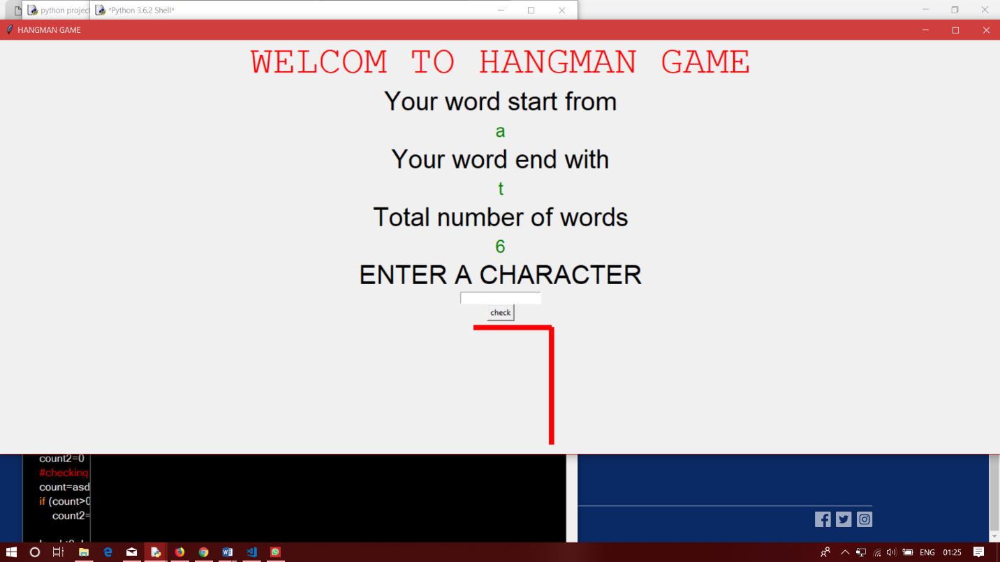 python project
*Python 3.6.2 Shell*
HANGMAN GAME
WELCOM TO HANGMAN GAME
Your word start from
a
Your word end with
t
Total number of words
6
ENTER A CHARACTER
check
count2=0
#checking
count=asd
if (count>0
count2=
ENG 01:25